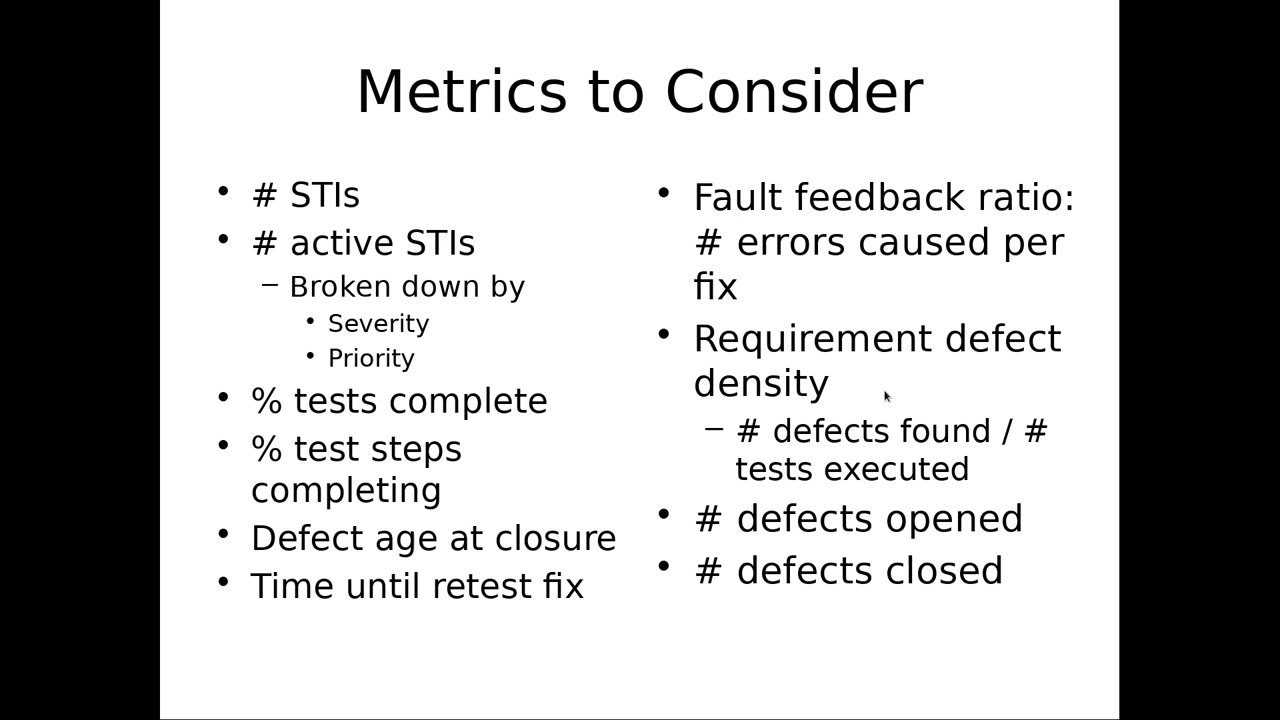 Metrics to Consider
• # STIs
• # active STIs
– Broken down by
• Severity
• Priority
• % tests complete
• % test steps
completing
• Defect age at closure
• Time until retest fix
• Fault feedback ratio:
# errors caused per
fix
• Requirement defect
density
– # defects found / #
tests executed
• # defects opened
• # defects closed